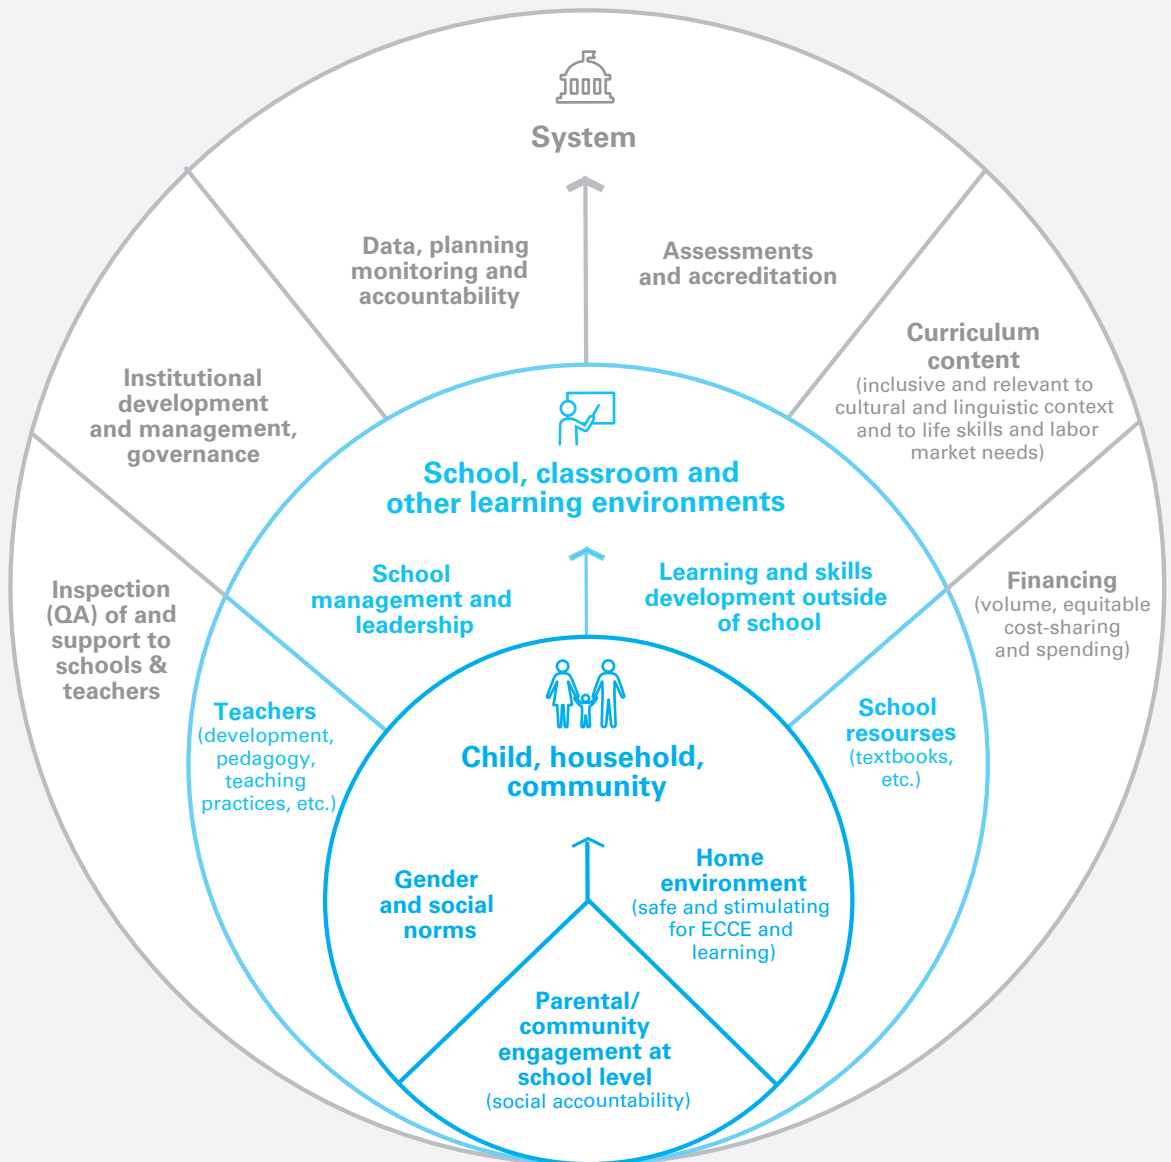 System
Data, planning
monitoring and
accountability
Assessments
and accreditation
Institutional
development
and management,
governance
Curriculum
content
(inclusive and relevant to
cultural and linguistic context
and to life skills and labor
market needs)
Inspection
(QA) of and
support to
schools &
teachers
Financing
(volume, equitable
cost-sharing
and spending)
School, classroom and
other learning environments
School
management and
leadership
Learning and skills
development outside
of school
Teachers
(development,
pedagogy,
teaching
practices, etc.)
School
resourses
(textbooks,
etc.)
Child, household,
community
Gender
and social
norms
Home
environment
(safe and stimulating
for ECCE and
learning)
Parental/
community
engagement at
school level
(social accountability)